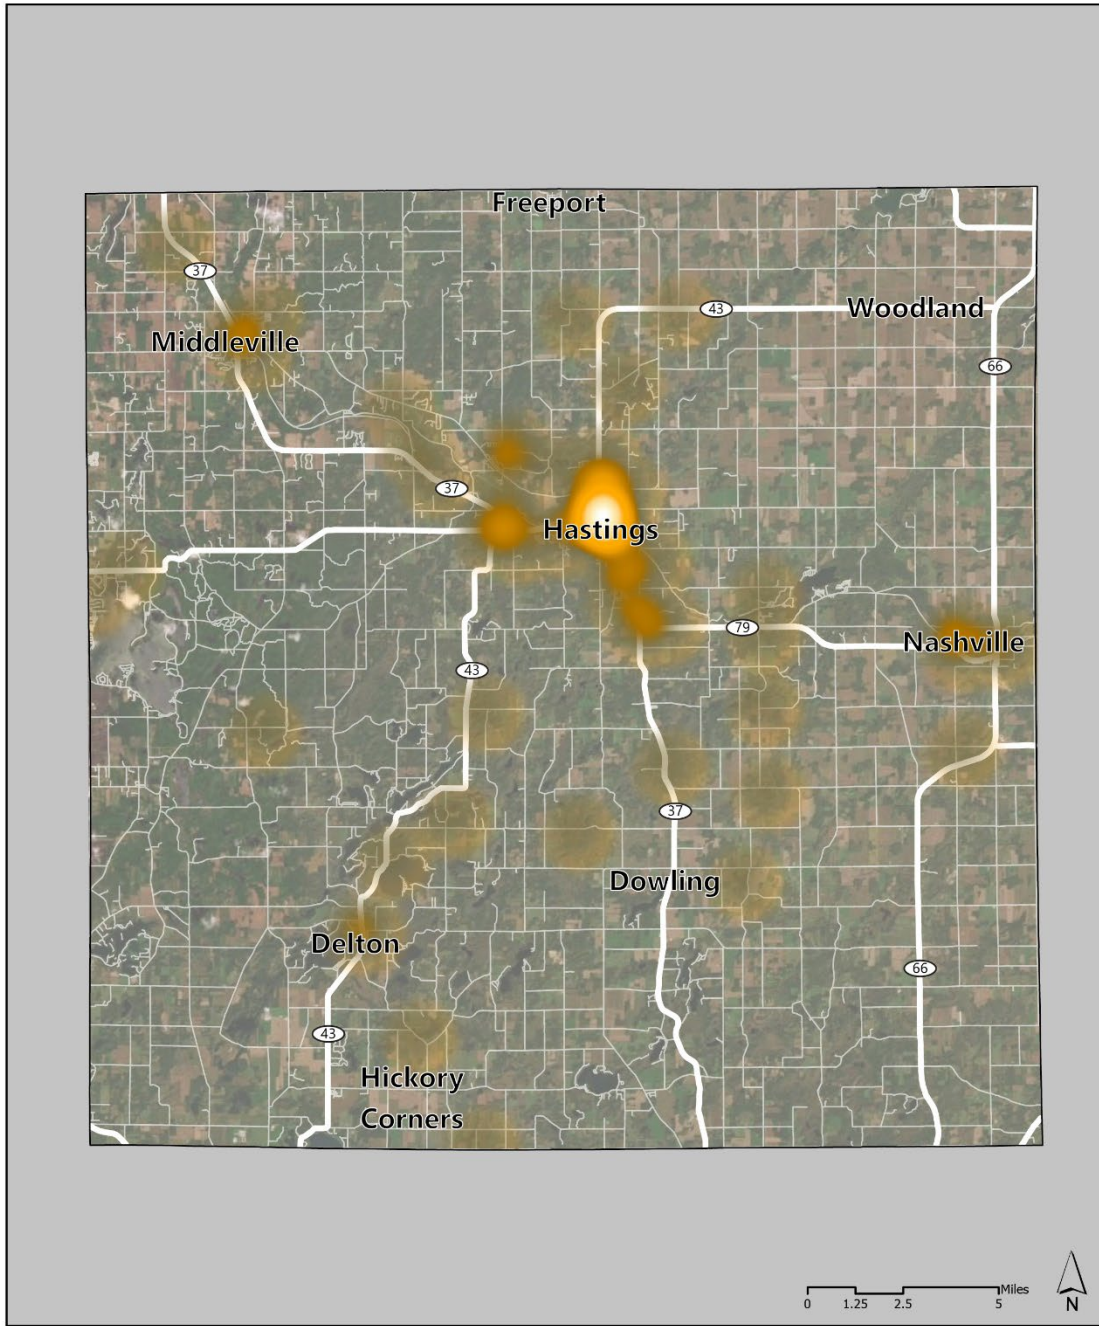 Freeport
37
43
Woodland
Middleville
66
37
Hastings
79
Nashville
43
37
Dowling
Delton
66
43
Hickory
Corners
Miles
0 1.25 2.5 5
N